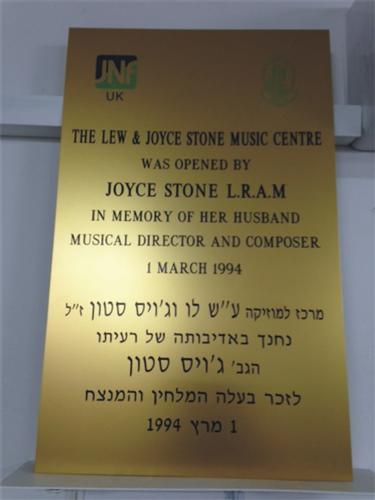 JNf
UK
THE LEW & JOYCE STONE MUSIC CENTRE
WAS OPENED BY
JOYCE STONE L.R.A.M
IN MEMORY OF HER HUSBAND
MUSICAL DIRECTOR AND COMPOSER
1 MARCH 1994
מרכז למוזיקה ע"ש לו וג'ויס סטון ז"ל
נחנך באדיבותה של רעיתו
הגב' ג'ויס סטון
לזכר בעלה המלחין והמנצח
1 מרץ 1994